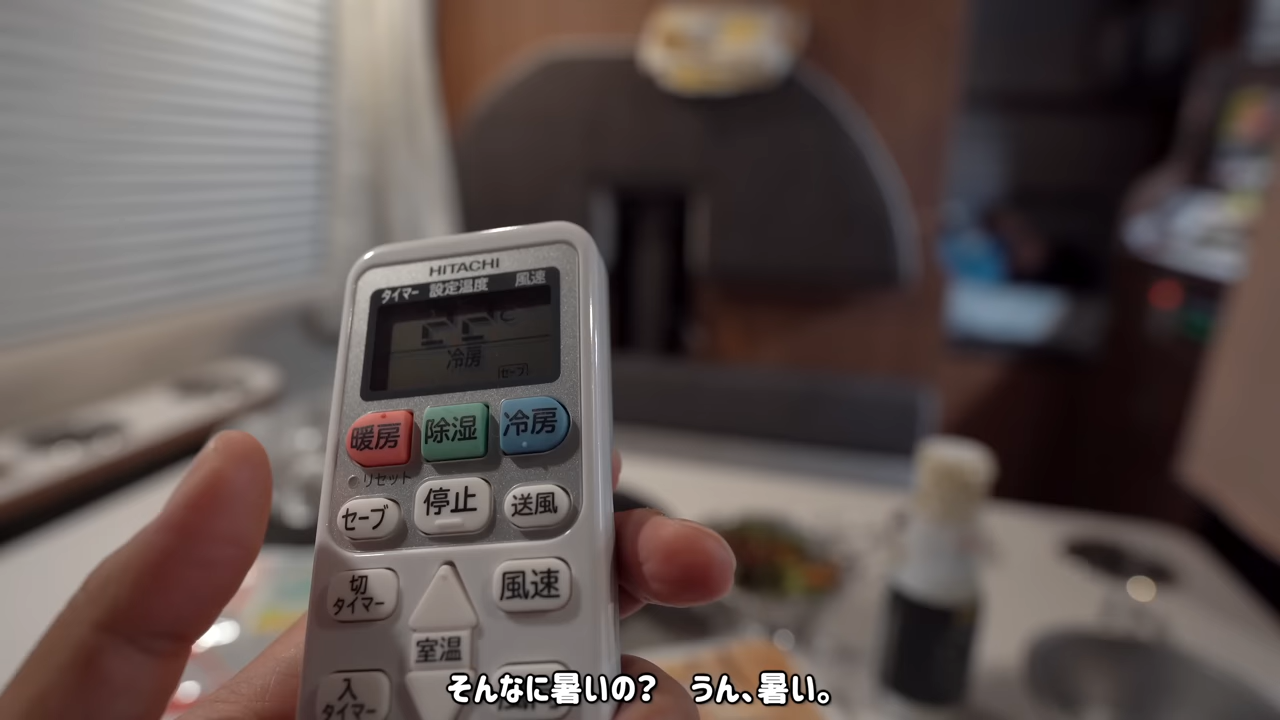 HITACHI
タイマー 設定温度 風速
22℃
冷房
セーブ
暖房 除湿 冷房
リセット
セーブ 停止 送風
切タイマー 風速
室温
入タイマー
そんなに暑いの? うん、暑い。